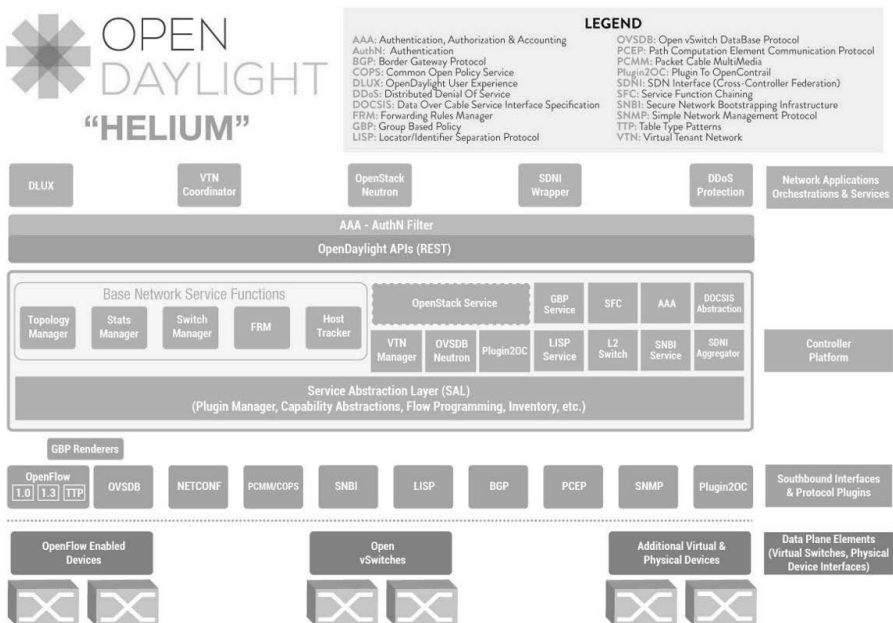 OPEN
DAYLIGHT
“HELIUM”
LEGEND
AAA: Authentication, Authorization & Accounting
AuthN: Authentication
BGP: Border Gateway Protocol
COPS: Common Open Policy Service
DLUX: OpenDaylight User Experience
DDoS: Distributed Denial Of Service
DOCSIS: Data Over Cable Service Interface Specification
FRM: Forwarding Rules Manager
GBP: Group Based Policy
LISP: Locator/Identifier Separation Protocol
OVSDB: Open vSwitch DataBase Protocol
PCEP: Path Computation Element Communication Protocol
PCMM: Packet Cable MultiMedia
Plugin2OC: Plugin To OpenContrail
SDNI: SDN Interface (Cross-Controller Federation)
SFC: Service Function Chaining
SNBI: Secure Network Bootstrapping Infrastructure
SNMP: Simple Network Management Protocol
TTP: Table Type Patterns
VTN: Virtual Tenant Network
DLUX
VTN
Coordinator
OpenStack
Neutron
SDNI
Wrapper
DDoS
Protection
Network Applications
Orchestrations & Services
AAA - AuthN Filter
OpenDaylight APIs (REST)
Base Network Service Functions
Topology
Manager
Stats
Manager
Switch
Manager
FRM
Host
Tracker
OpenStack Service
GBP
Service
SFC
AAA
DOCSIS
Abstraction
VTN
Manager
OVSDB
Neutron
Plugin2OC
LISP
Service
L2
Switch
SNBI
Service
SDNI
Aggregator
Controller
Platform
Service Abstraction Layer (SAL)
(Plugin Manager, Capability Abstractions, Flow Programming, Inventory, etc.)
GBP Renderers
OpenFlow
1.0 1.3 TTP
OVSDB
NETCONF
PCMM/COPS
SNBI
LISP
BGP
PCEP
SNMP
Plugin2OC
Southbound Interfaces
& Protocol Plugins
OpenFlow Enabled
Devices
Open
vSwitches
Additional Virtual &
Physical Devices
Data Plane Elements
(Virtual Switches, Physical
Device Interfaces)